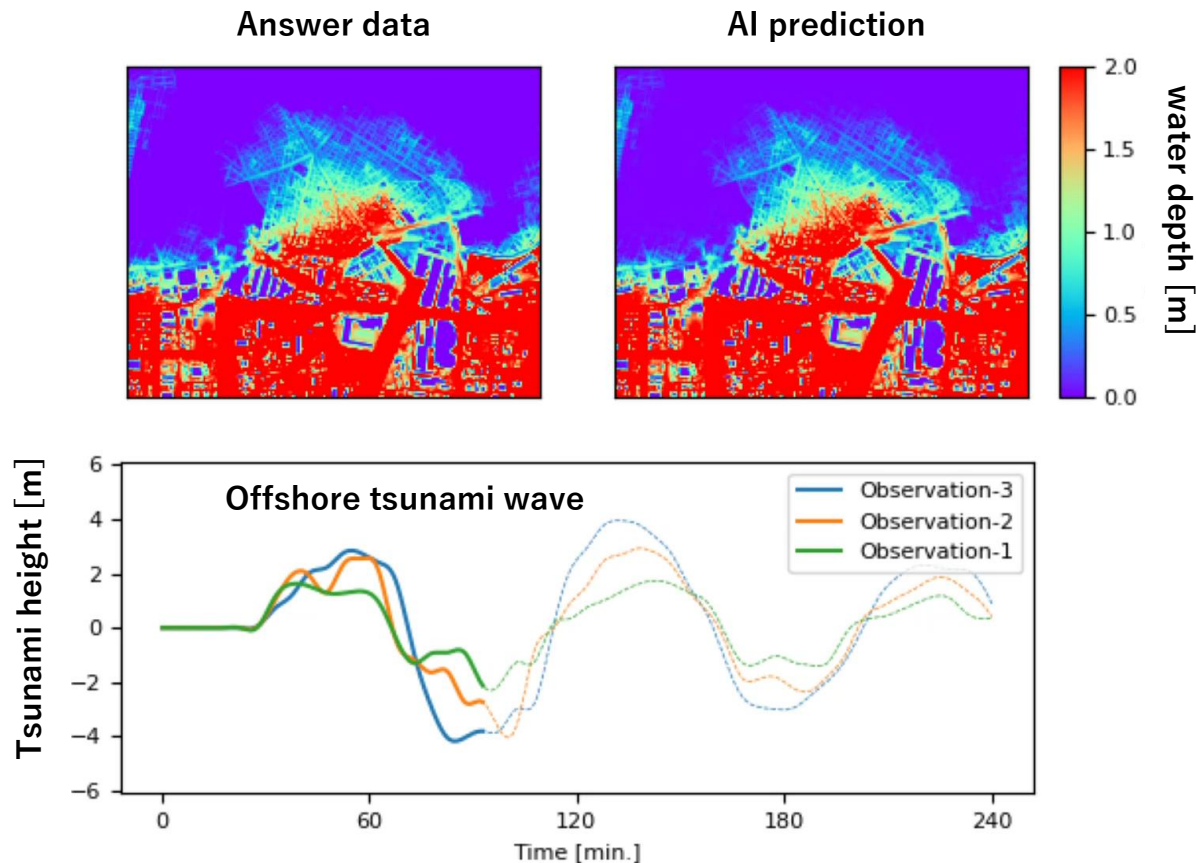 Answer data
AI prediction
2.0
1.5
1.0
0.5
0.0
water depth [m]
Tsunami height [m]
6
4
2
0
−2
−4
−6
Offshore tsunami wave
Observation-3
Observation-2
Observation-1
0
60
120
180
240
Time [min.]